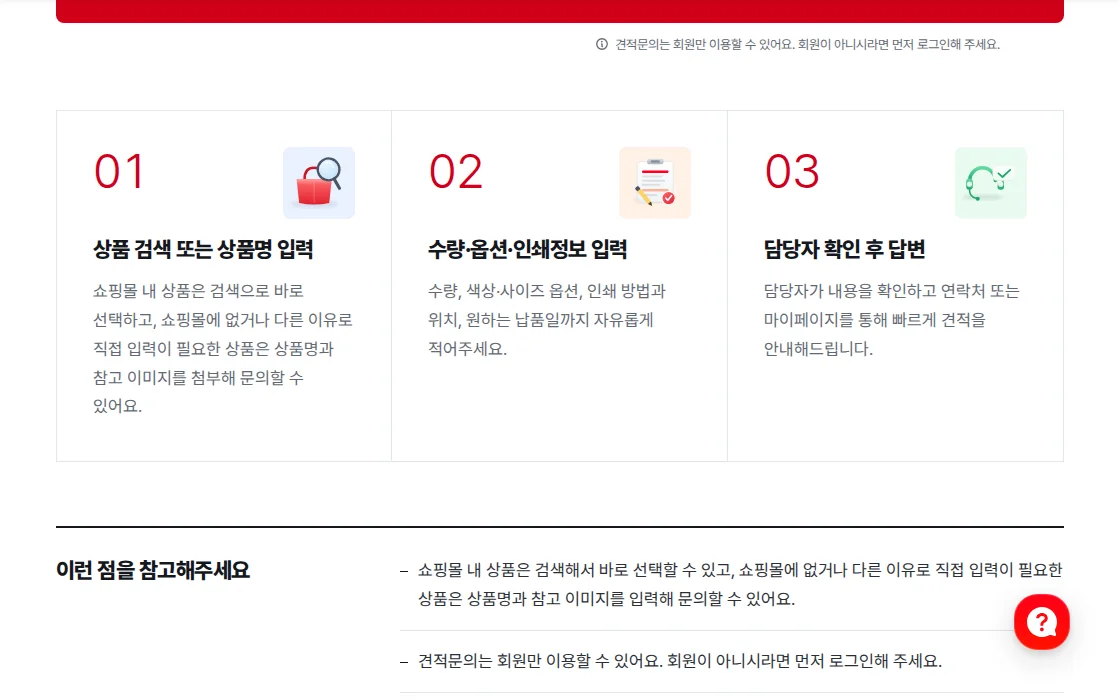 견적문의는 회원만 이용할 수 있어요. 회원이 아니시라면 먼저 로그인해 주세요.
01
상품 검색 또는 상품명 입력
쇼핑몰 내 상품은 검색으로 바로
선택하고, 쇼핑몰에 없거나 다른 이유로
직접 입력이 필요한 상품은 상품명과
참고 이미지를 첨부해 문의할 수
있어요.
02
수량·옵션·인쇄정보 입력
수량, 색상·사이즈 옵션, 인쇄 방법과
위치, 원하는 납품일까지 자유롭게
적어주세요.
03
담당자 확인 후 답변
담당자가 내용을 확인하고 연락처 또는
마이페이지를 통해 빠르게 견적을
안내해드립니다.
이런 점을 참고해주세요
– 쇼핑몰 내 상품은 검색해서 바로 선택할 수 있고, 쇼핑몰에 없거나 다른 이유로 직접 입력이 필요한
상품은 상품명과 참고 이미지를 입력해 문의할 수 있어요.
– 견적문의는 회원만 이용할 수 있어요. 회원이 아니시라면 먼저 로그인해 주세요.
?